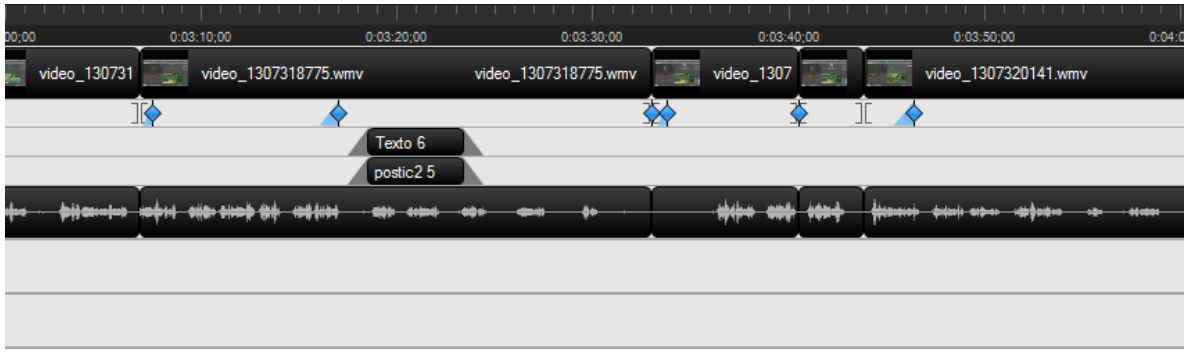 00;00 0:03:10;00 0:03:20;00 0:03:30;00 0:03:40;00 0:03:50;00 0:04:0
video_130731 video_1307318775.wmv video_1307318775.wmv video_1307 video_1307320141.wmv
Texto 6
postic2 5